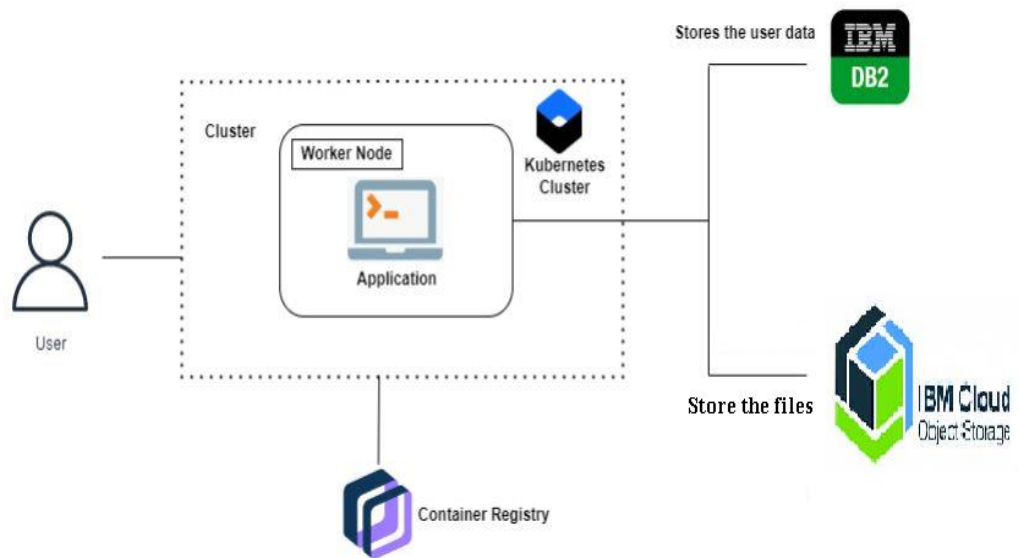 Stores the user data
IBM
DB2
Cluster
Worker Node
Kubernetes
Cluster
Application
User
Store the files
IBM Cloud
Object Storage
Container Registry